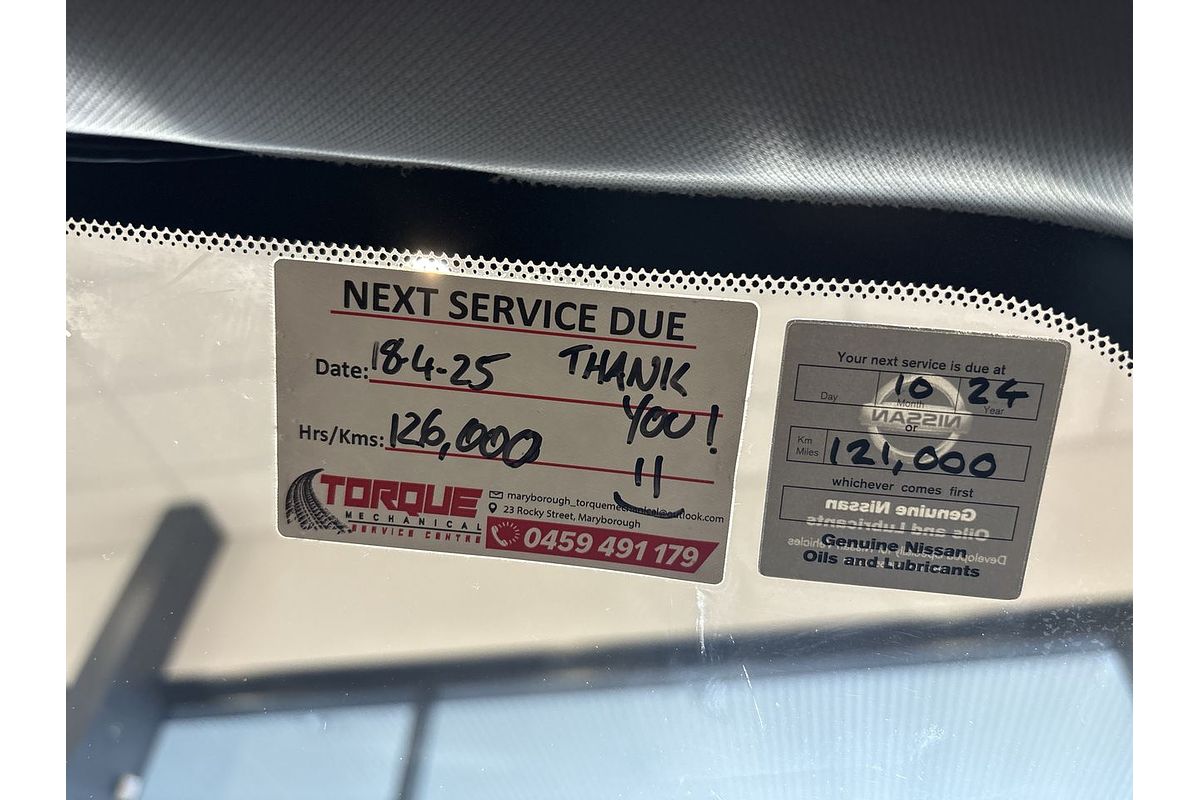 NEXT SERVICE DUE
Date: 18-4-25 THANK
YOU!
Hrs/Kms: 126,000
TORQUE
MECHANICAL
SERVICE CENTRE
maryborough_torquemechanical@outlook.com
23 Rocky Street, Maryborough
0459 491 179
Your next service is due at
10 24
Day Month Year
NISSAN
or
Km
Miles 121,000
whichever comes first
Genuine Nissan
Oils and Lubricants
Genuine Nissan
Oils and Lubricants